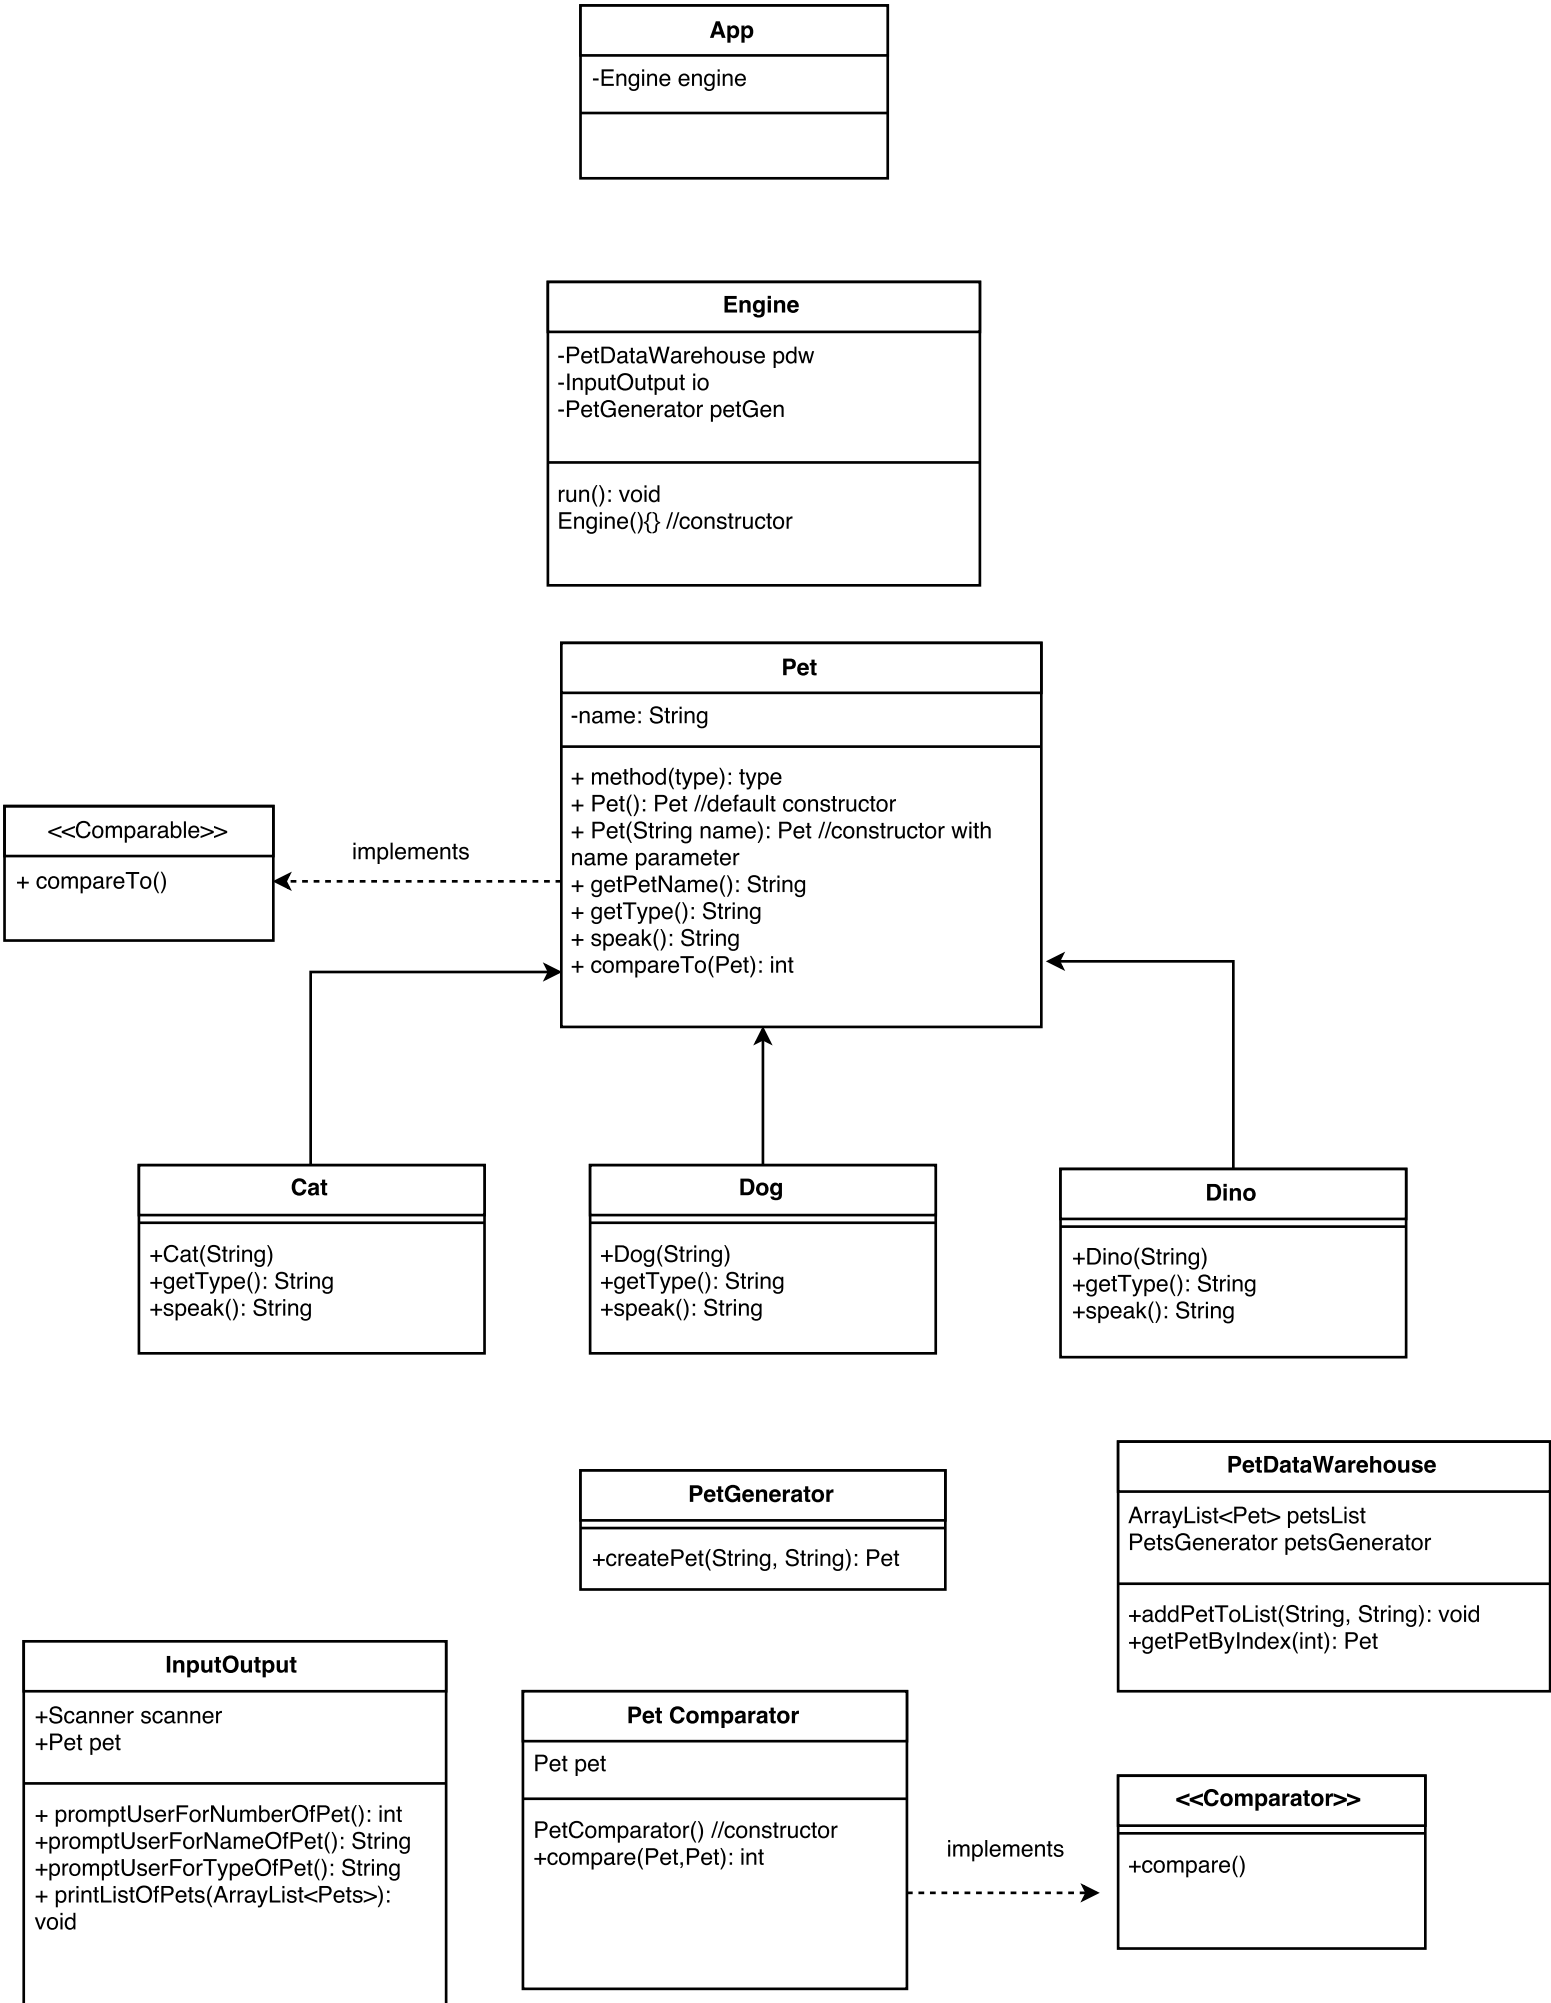 App
-Engine engine
Engine
-PetDataWarehouse pdw
-InputOutput io
-PetGenerator petGen
run(): void
Engine(){} //constructor
Pet
-name: String
+ method(type): type
+ Pet(): Pet //default constructor
+ Pet(String name): Pet //constructor with
name parameter
+ getPetName(): String
+ getType(): String
+ speak(): String
+ compareTo(Pet): int
<<Comparable>>
+ compareTo()
implements
Cat
+Cat(String)
+getType(): String
+speak(): String
Dog
+Dog(String)
+getType(): String
+speak(): String
Dino
+Dino(String)
+getType(): String
+speak(): String
PetGenerator
+createPet(String, String): Pet
PetDataWarehouse
ArrayList<Pet> petsList
PetsGenerator petsGenerator
+addPetToList(String, String): void
+getPetByIndex(int): Pet
InputOutput
+Scanner scanner
+Pet pet
+ promptUserForNumberOfPet(): int
+promptUserForNameOfPet(): String
+promptUserForTypeOfPet(): String
+ printListOfPets(ArrayList<Pets>):
void
Pet Comparator
Pet pet
PetComparator() //constructor
+compare(Pet,Pet): int
implements
<<Comparator>>
+compare()